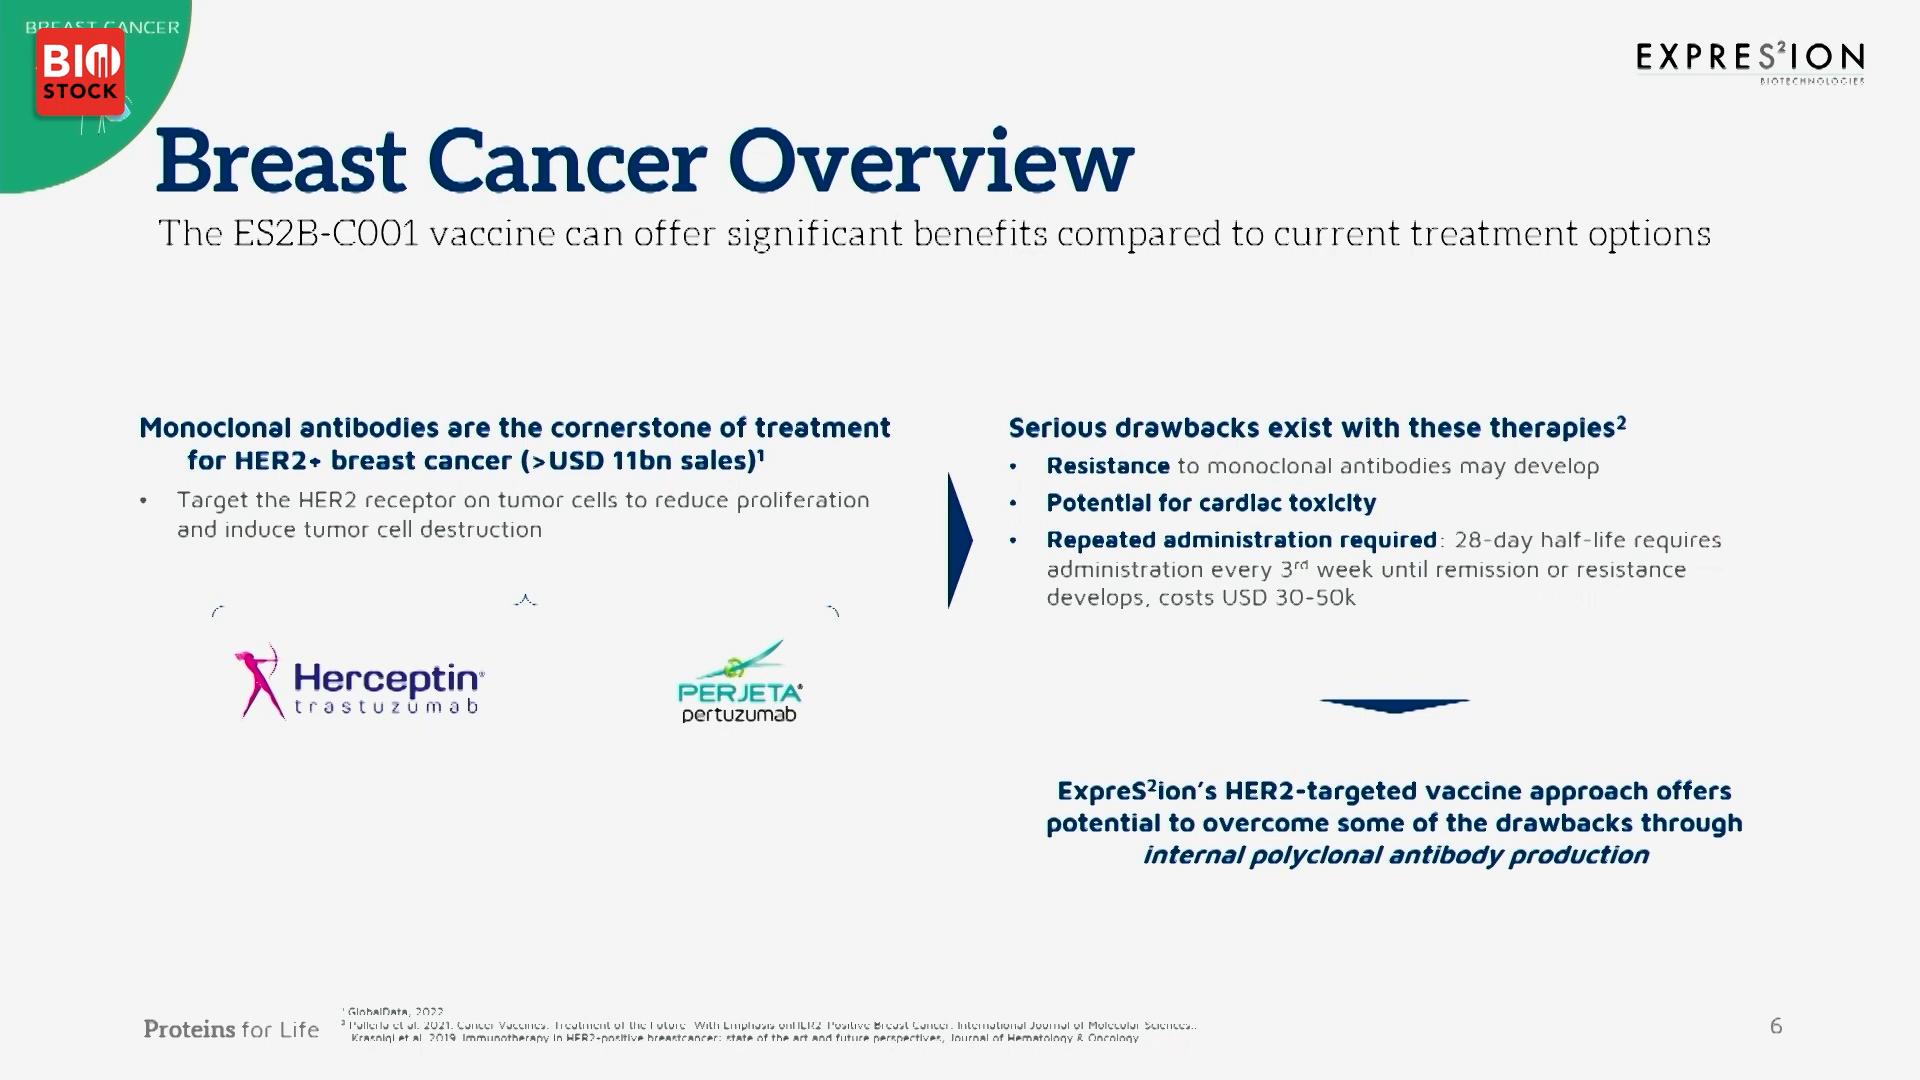 BREAST CANCER
BIO
STOCK
EXPRES²ION
BIOTECHNOLOGIES
Breast Cancer Overview
The ES2B-C001 vaccine can offer significant benefits compared to current treatment options
Monoclonal antibodies are the cornerstone of treatment
for HER2+ breast cancer (>USD 11bn sales)¹
• Target the HER2 receptor on tumor cells to reduce proliferation
and induce tumor cell destruction
Herceptin®
trastuzumab
PERJETA®
pertuzumab
Serious drawbacks exist with these therapies²
• Resistance to monoclonal antibodies may develop
• Potential for cardiac toxicity
• Repeated administration required: 28-day half-life requires
administration every 3rd week until remission or resistance
develops, costs USD 30-50k
ExpreS²ion's HER2-targeted vaccine approach offers
potential to overcome some of the drawbacks through
internal polyclonal antibody production
Proteins for Life
¹ GlobalData, 2022
² et al. 2021. Cancer Vaccines: Treatment of the Future With Emphasis onHER2 Positive Breast Cancer. International Journal of Molecular Sciences..
et al. 2019. Immunotherapy in HER2-positive breastcancer: state of the art and future perspectives, Journal of Hematology & Oncology
6